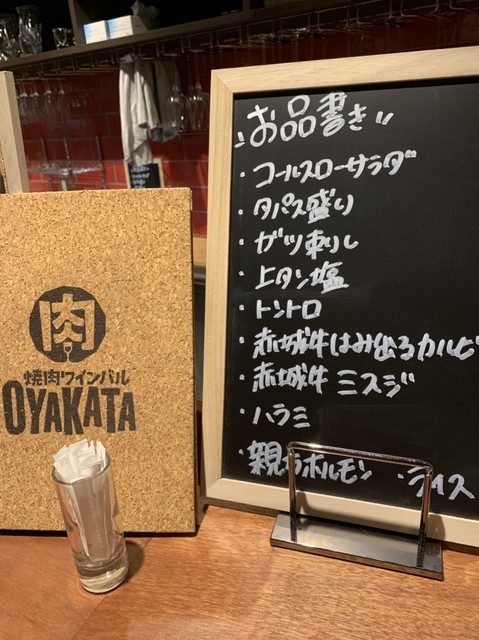 肉
焼肉ワインバル
OYAKATA
お品書き
・コールスローサラダ
・タパス盛り
・ガツ刺し
・上タン塩
・トントロ
・赤城牛はみ出るカルビ
・赤城牛 ミスジ
・ハラミ
・親方ホルモン ・ライス